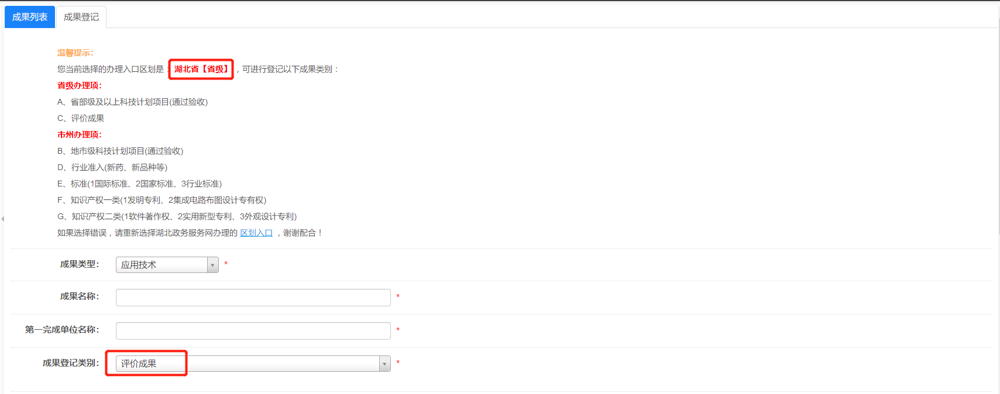 成果列表 成果登记
温馨提示：
您当前选择的办理入口区划是：湖北省【省级】，可进行登记以下成果类别：
省级办理项：
A、省部级及以上科技计划项目(通过验收)
C、评价成果
市州办理项：
B、地市级科技计划项目(通过验收)
D、行业准入(新药、新品种等)
E、标准(1国际标准、2国家标准、3行业标准)
F、知识产权一类(1发明专利、2集成电路布图设计专有权)
G、知识产权二类(1软件著作权、2实用新型专利、3外观设计专利)
如果选择错误，请重新选择湖北政务服务网办理的 区划入口 ，谢谢配合！
成果类型： 应用技术 *
成果名称： *
第一完成单位名称： *
成果登记类别： 评价成果 *